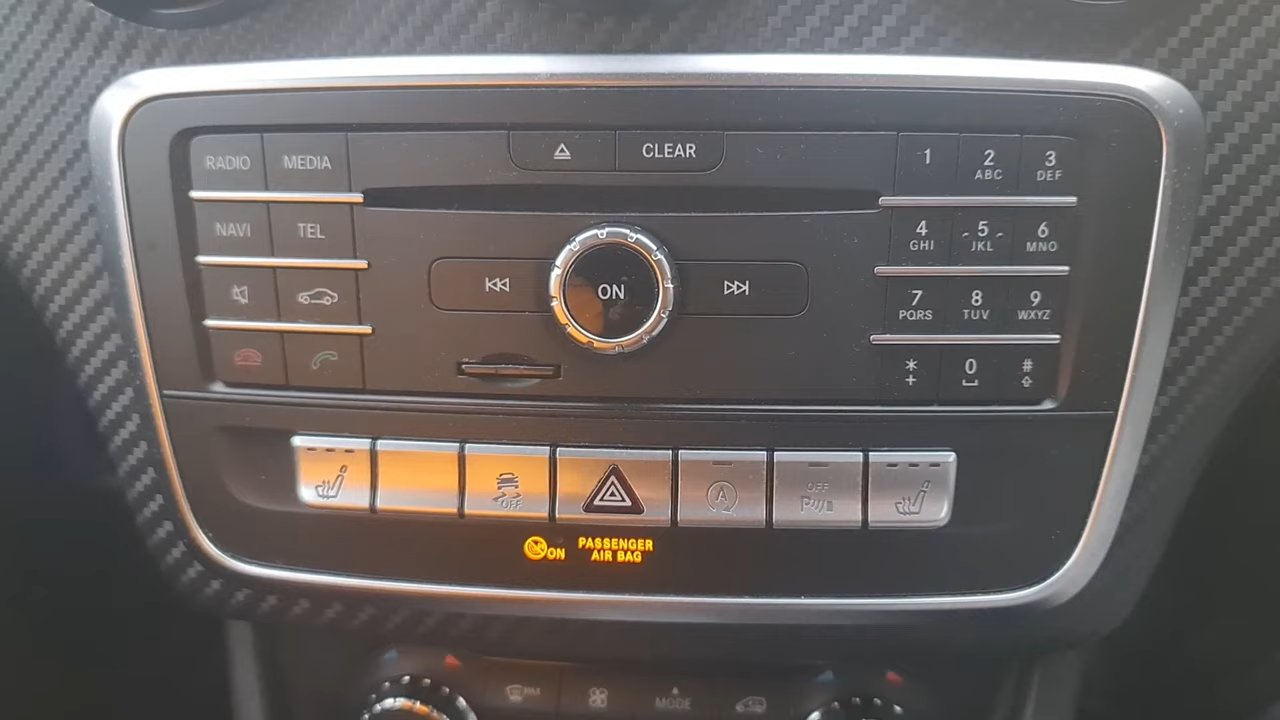 RADIO MEDIA
CLEAR
1 2 3
ABC DEF
NAVI TEL
4 5 6
GHI JKL MNO
ON
7 8 9
PQRS TUV WXYZ
* 0 #
+
OFF
OFF
A
ON PASSENGER
AIR BAG
MAX
MODE